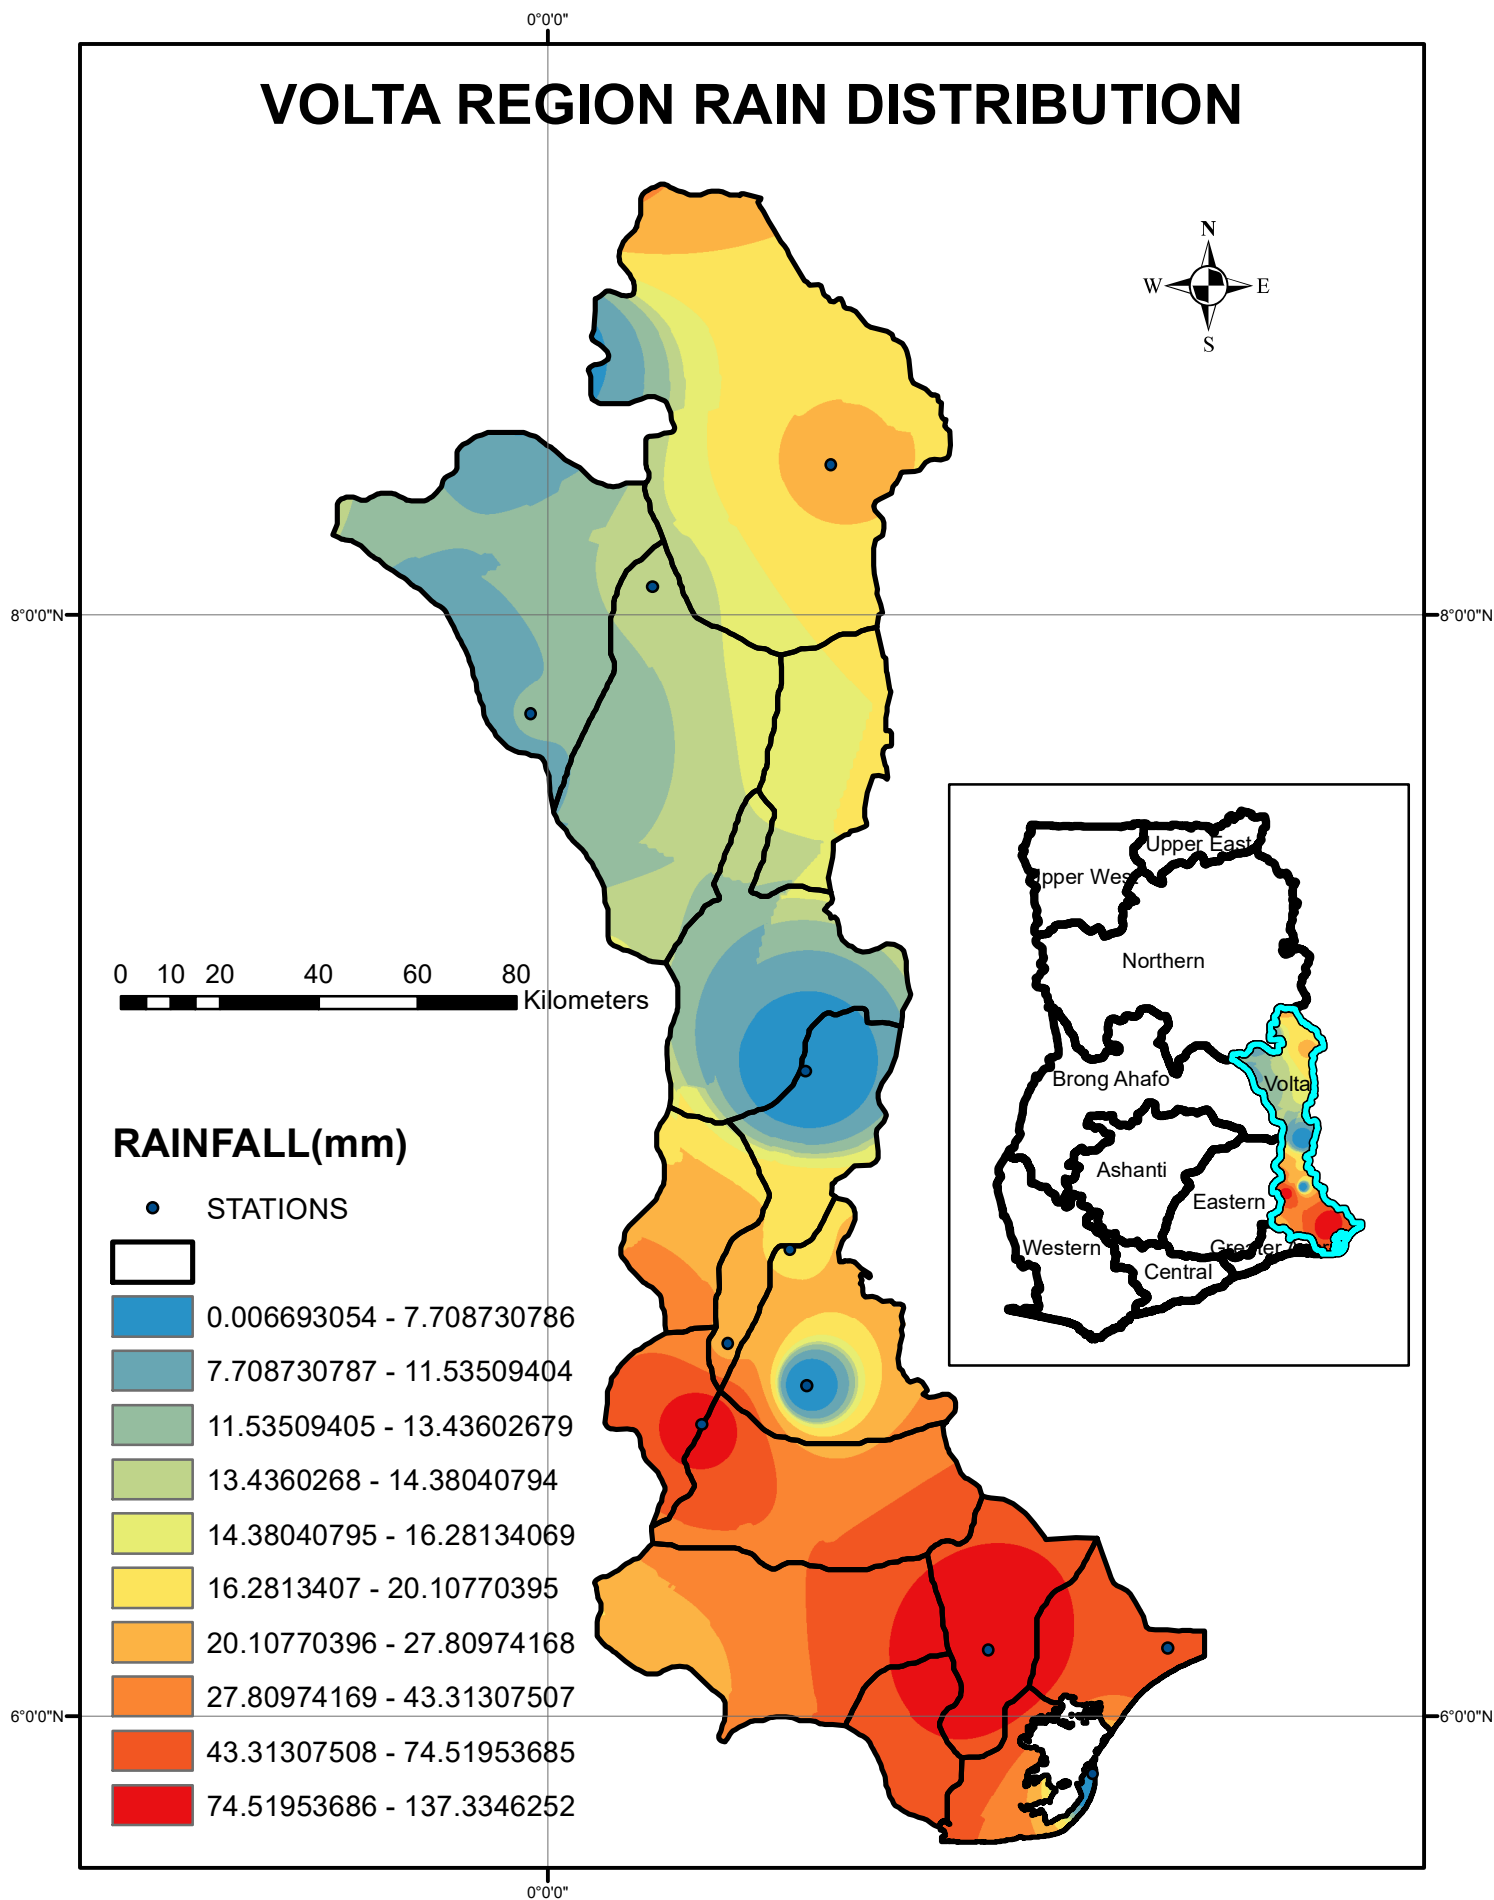 0°0'0"
VOLTA REGION RAIN DISTRIBUTION
N
W E
S
8°0'0"N
8°0'0"N
Upper East
pper West
Northern
0 10 20 40 60 80
Kilometers
Brong Ahafo
Volta
RAINFALL(mm)
Ashanti
STATIONS
Eastern
Western
Greater
Central
0.006693054 - 7.708730786
7.708730787 - 11.53509404
11.53509405 - 13.43602679
13.4360268 - 14.38040794
14.38040795 - 16.28134069
16.2813407 - 20.10770395
20.10770396 - 27.80974168
27.80974169 - 43.31307507
43.31307508 - 74.51953685
74.51953686 - 137.3346252
6°0'0"N
6°0'0"N
0°0'0"